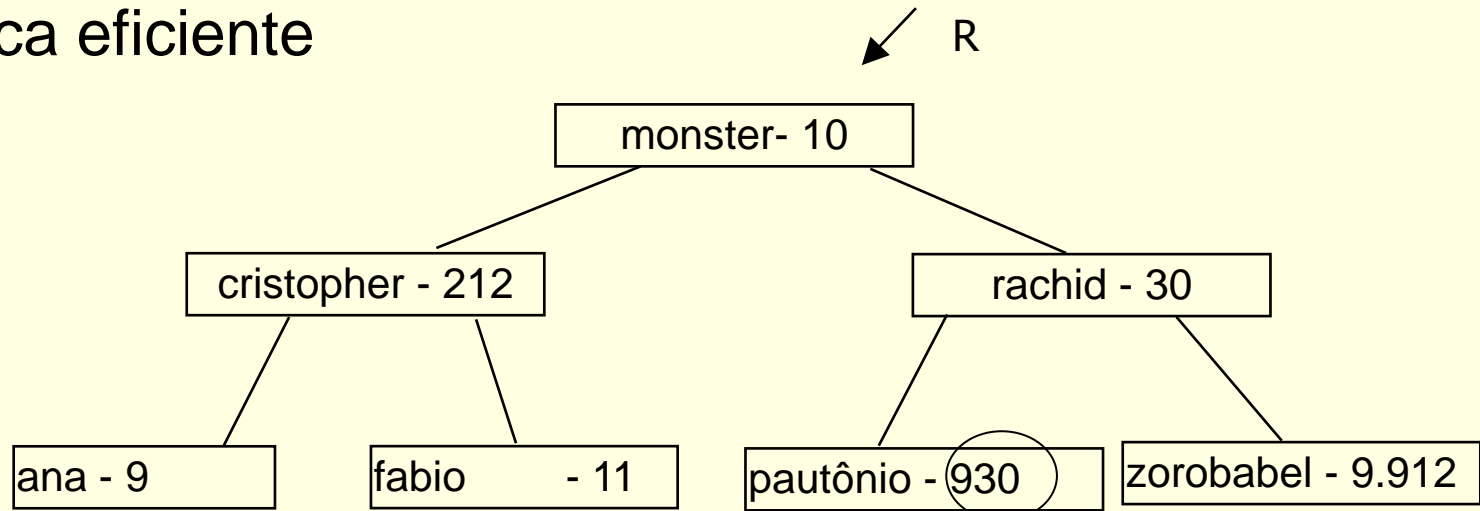 ca eficiente
R
monster- 10
cristopher - 212
rachid - 30
ana - 9
fabio - 11
pautônio - 930
zorobabel - 9.912